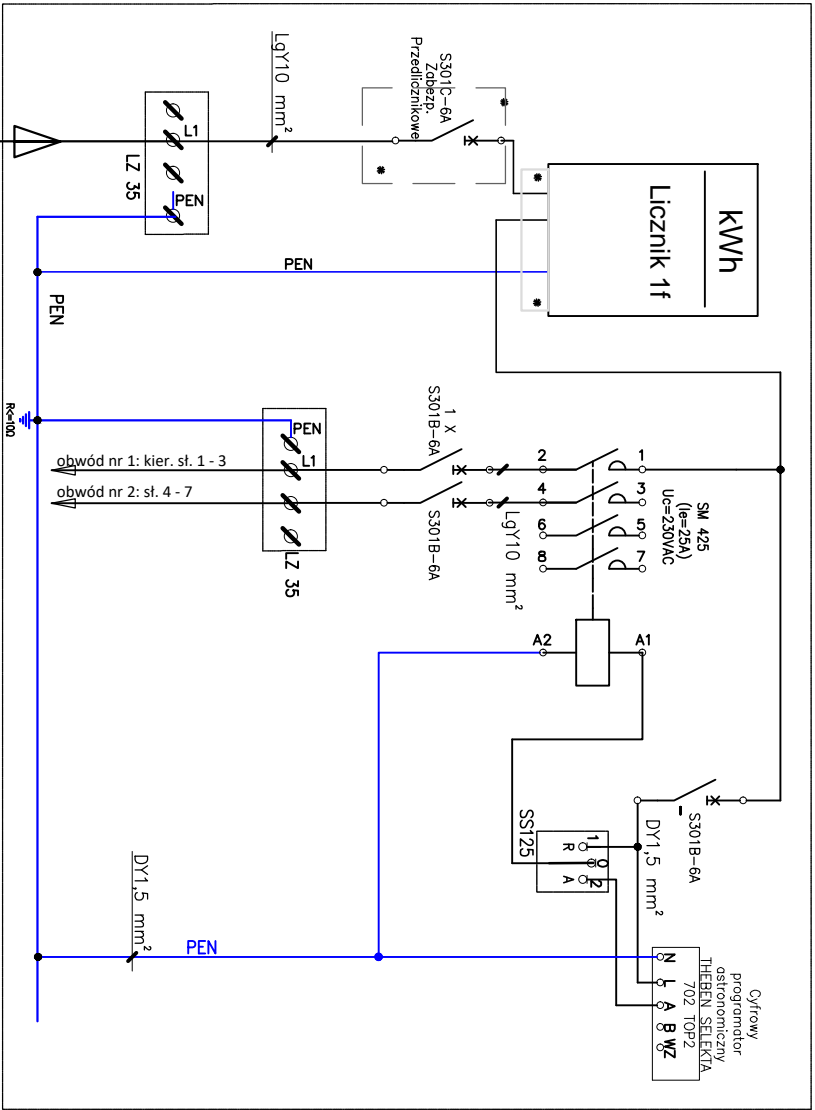 kWh
Licznik 1f
S301C-6A
Zabezp.
Przedlicznikowe
*
*
*
*
LgY10 mm²
L1
PEN
LZ 35
PEN
PEN
R<=10Ω
PEN
L1
LZ 35
obwód nr 1: kier. sł. 1 - 3
obwód nr 2: sł. 4 - 7
1 X
S301B-6A
S301B-6A
LgY10 mm²
2
4
6
8
1
3
5
7
SM 425
(Ie=25A)
Uc=230VAC
A2
A1
S301B-6A
DY1,5 mm²
SS125
1
0
2
R
A
Cyfrowy
programator
astronomiczny
THEBEN SELEKTA
702 TOP2
N
L
A
B
WZ
PEN
DY1,5 mm²